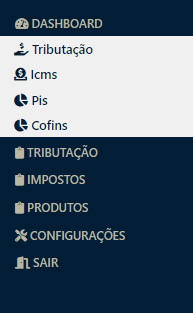 DASHBOARD
Tributação
Icms
Pis
Cofins
TRIBUTAÇÃO
IMPOSTOS
PRODUTOS
CONFIGURAÇÕES
SAIR